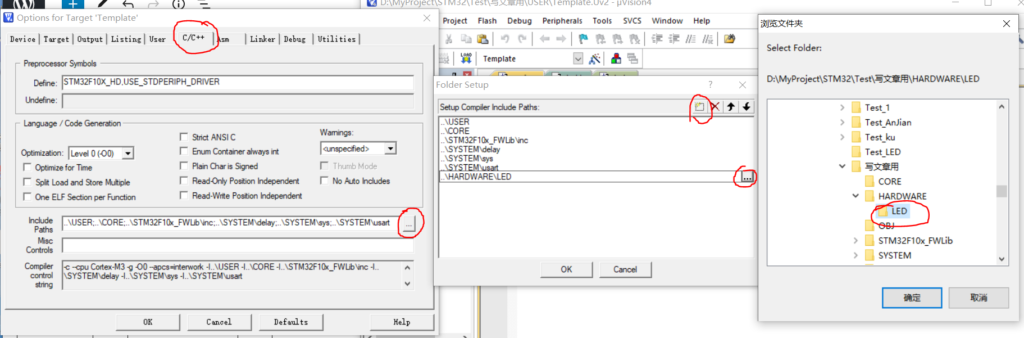 D:\MyProject\STM32\Test\写文章用\USER\Template.Uv2 - µVision4
Project Flash Debug Peripherals Tools SVCS Window Help
LOAD
Template
Options for Target 'Template'
Device Target Output Listing User C/C++ Asm Linker Debug Utilities
Preprocessor Symbols
Define: STM32F10X_HD,USE_STDPERIPH_DRIVER
Undefine:
Language / Code Generation
Optimization: Level 0 (-O0)
Optimize for Time
Split Load and Store Multiple
One ELF Section per Function
Strict ANSI C
Enum Container always int
Plain Char is Signed
Read-Only Position Independent
Read-Write Position Independent
Warnings:
<unspecified>
Thumb Mode
No Auto Includes
Include Paths
..\USER;..\CORE;..\STM32F10x_FWLib\inc;..\SYSTEM\delay;..\SYSTEM\sys;..\SYSTEM\usart
...
Misc Controls
Compiler control string
-c --cpu Cortex-M3 -g -O0 --apcs=interwork -I..\USER -I..\CORE -I..\STM32F10x_FWLib\inc -I..
\SYSTEM\delay -I..\SYSTEM\sys -I..\SYSTEM\usart
OK Cancel Defaults Help
Folder Setup
? ×
Setup Compiler Include Paths:
..\USER
..\CORE
..\STM32F10x_FWLib\inc
..\SYSTEM\delay
..\SYSTEM\sys
..\SYSTEM\usart
..\HARDWARE\LED
...
OK Cancel
浏览文件夹
Select Folder:
D:\MyProject\STM32\Test\写文章用\HARDWARE\LED
Test_1
Test_AnJian
Test_ku
Test_LED
写文章用
CORE
HARDWARE
LED
OBJ
STM32F10x_FWLib
SYSTEM
确定 取消